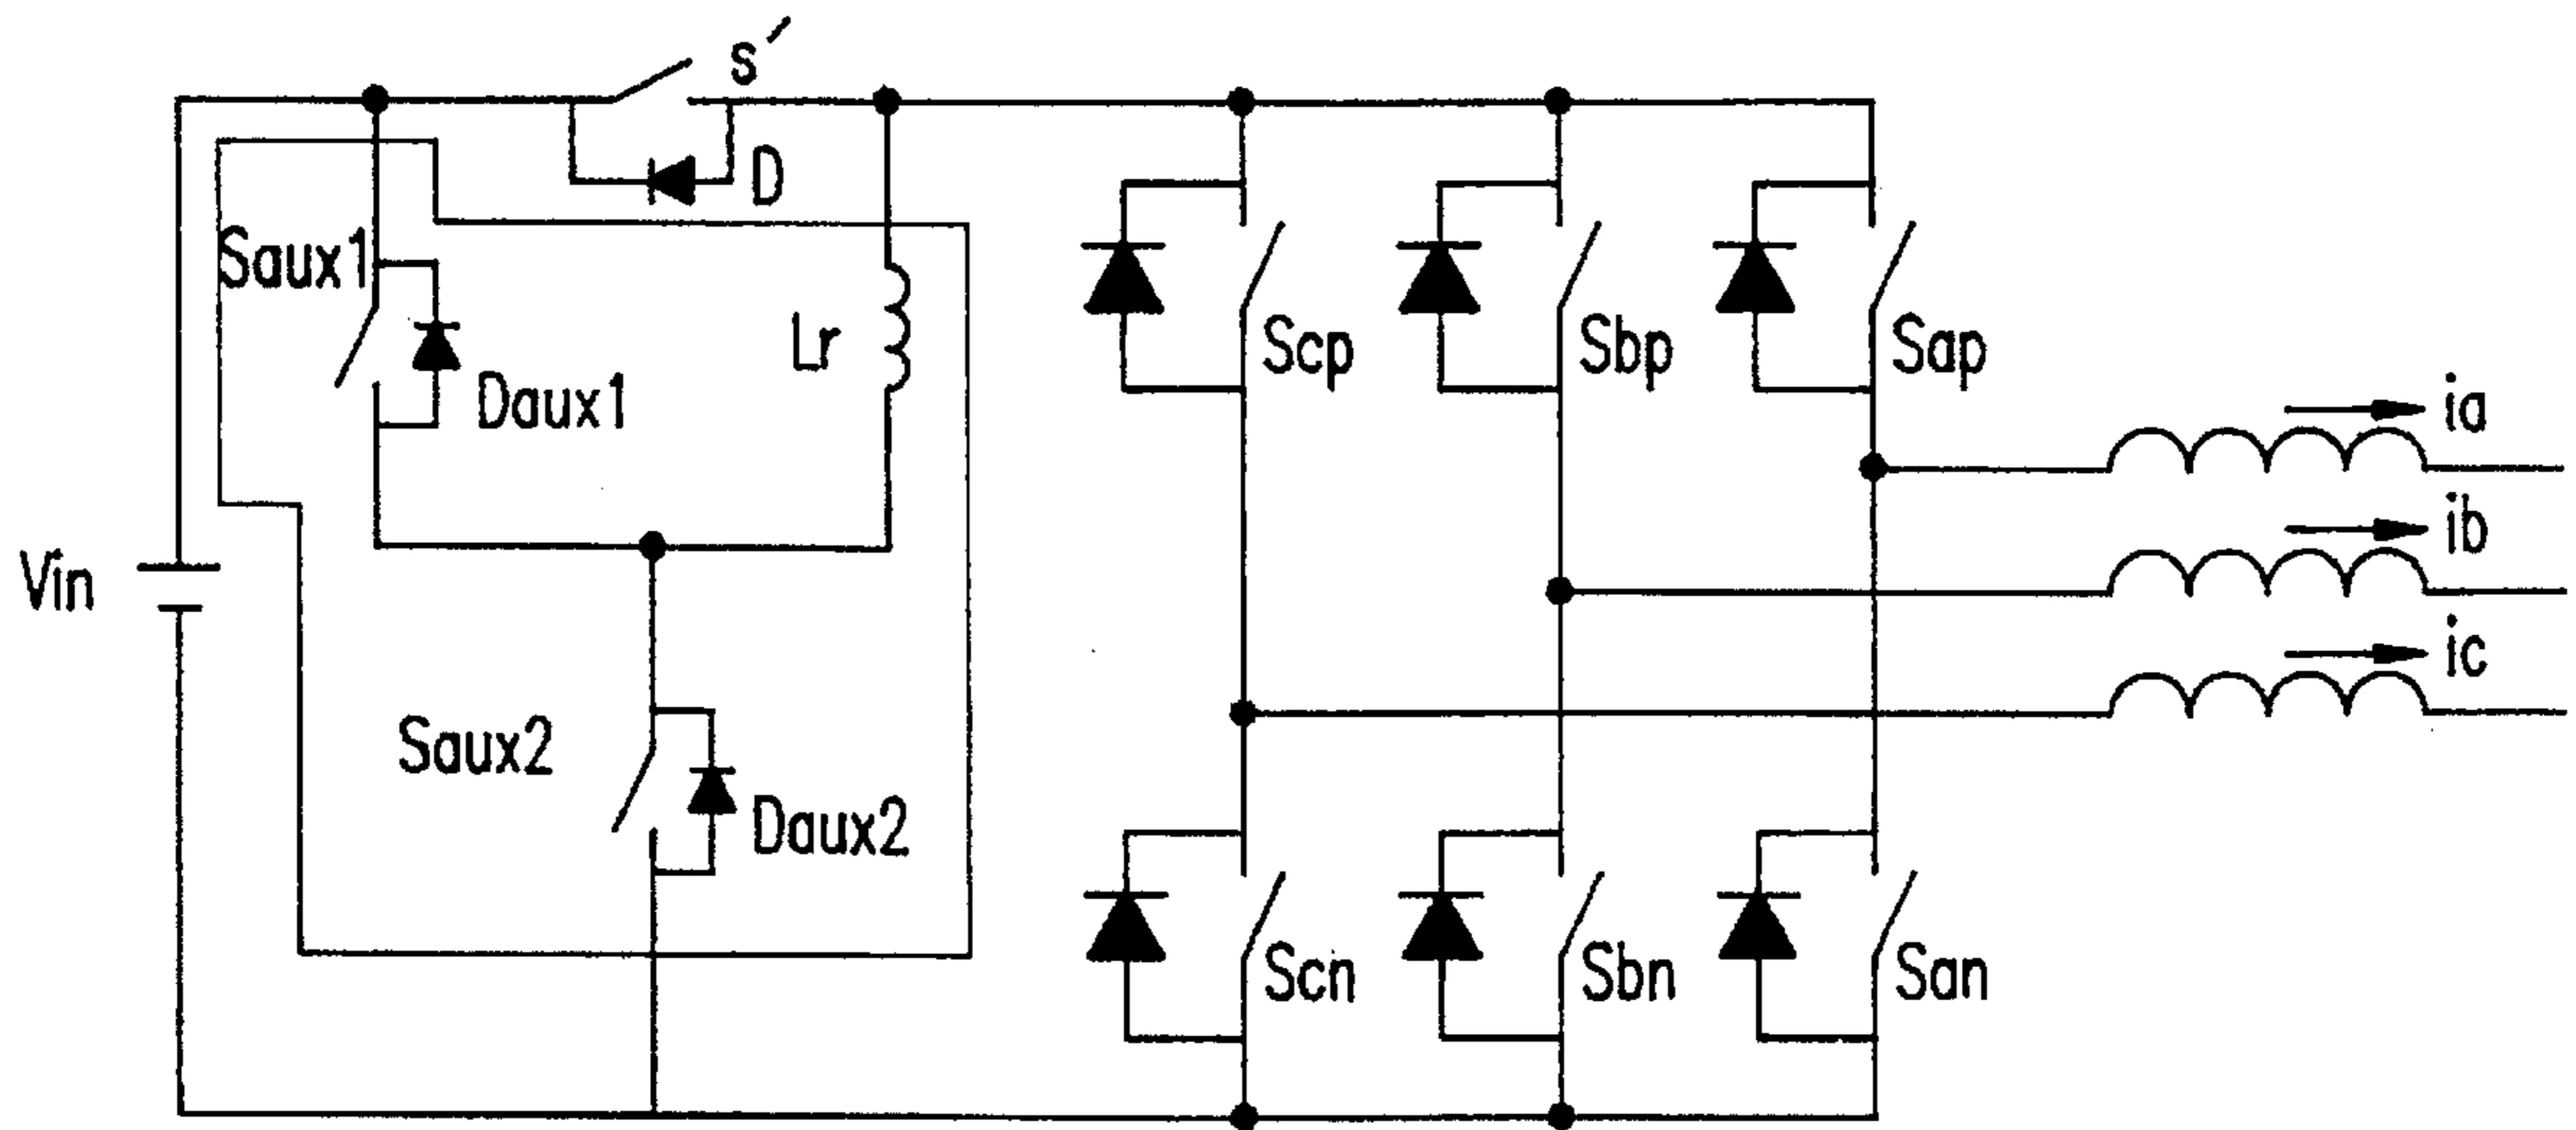 s′
D
Saux1
Daux1
Lr
Scp
Sbp
Sap
ia
ib
Vin
ic
Saux2
Daux2
Scn
Sbn
San